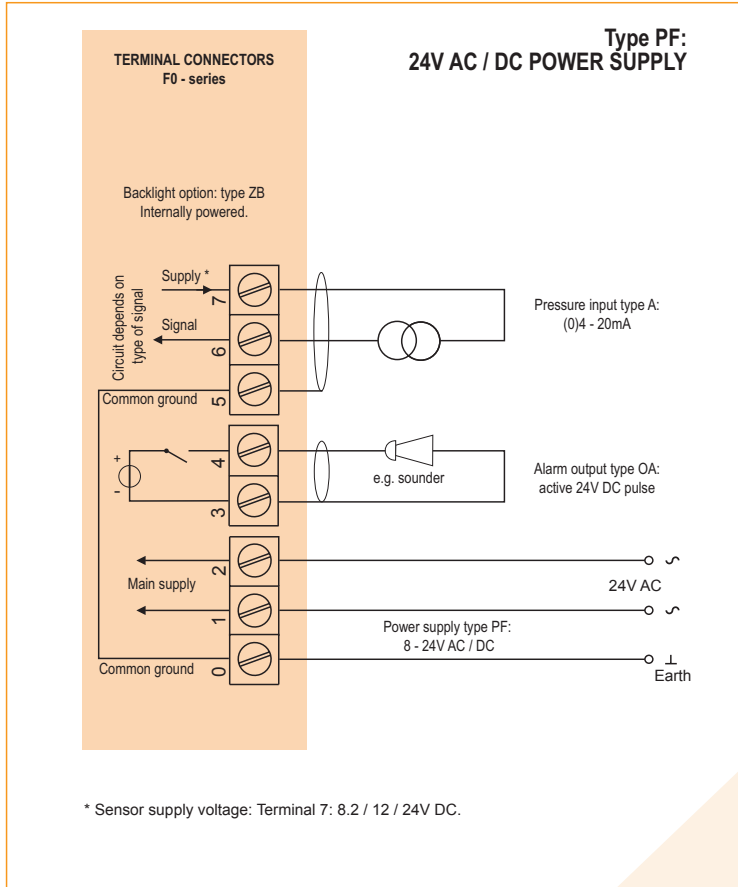 Type PF:
24V AC / DC POWER SUPPLY
TERMINAL CONNECTORS
F0 - series
Backlight option: type ZB
Internally powered.
Circuit depends on
type of signal
Supply *
7
Signal
6
Common ground
5
Pressure input type A:
(0)4 - 20mA
+
-
4
3
e.g. sounder
Alarm output type OA:
active 24V DC pulse
2
Main supply
1
24V AC
Power supply type PF:
8 - 24V AC / DC
Common ground
0
Earth
* Sensor supply voltage: Terminal 7: 8.2 / 12 / 24V DC.